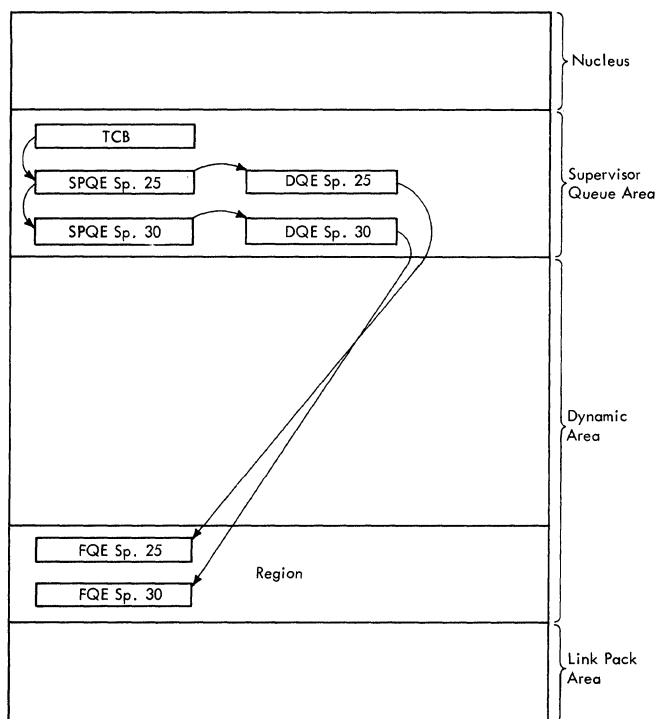 Nucleus
TCB
SPQE Sp. 25
DQE Sp. 25
Supervisor
Queue Area
SPQE Sp. 30
DQE Sp. 30
Dynamic
Area
FQE Sp. 25
Region
FQE Sp. 30
Link Pack
Area